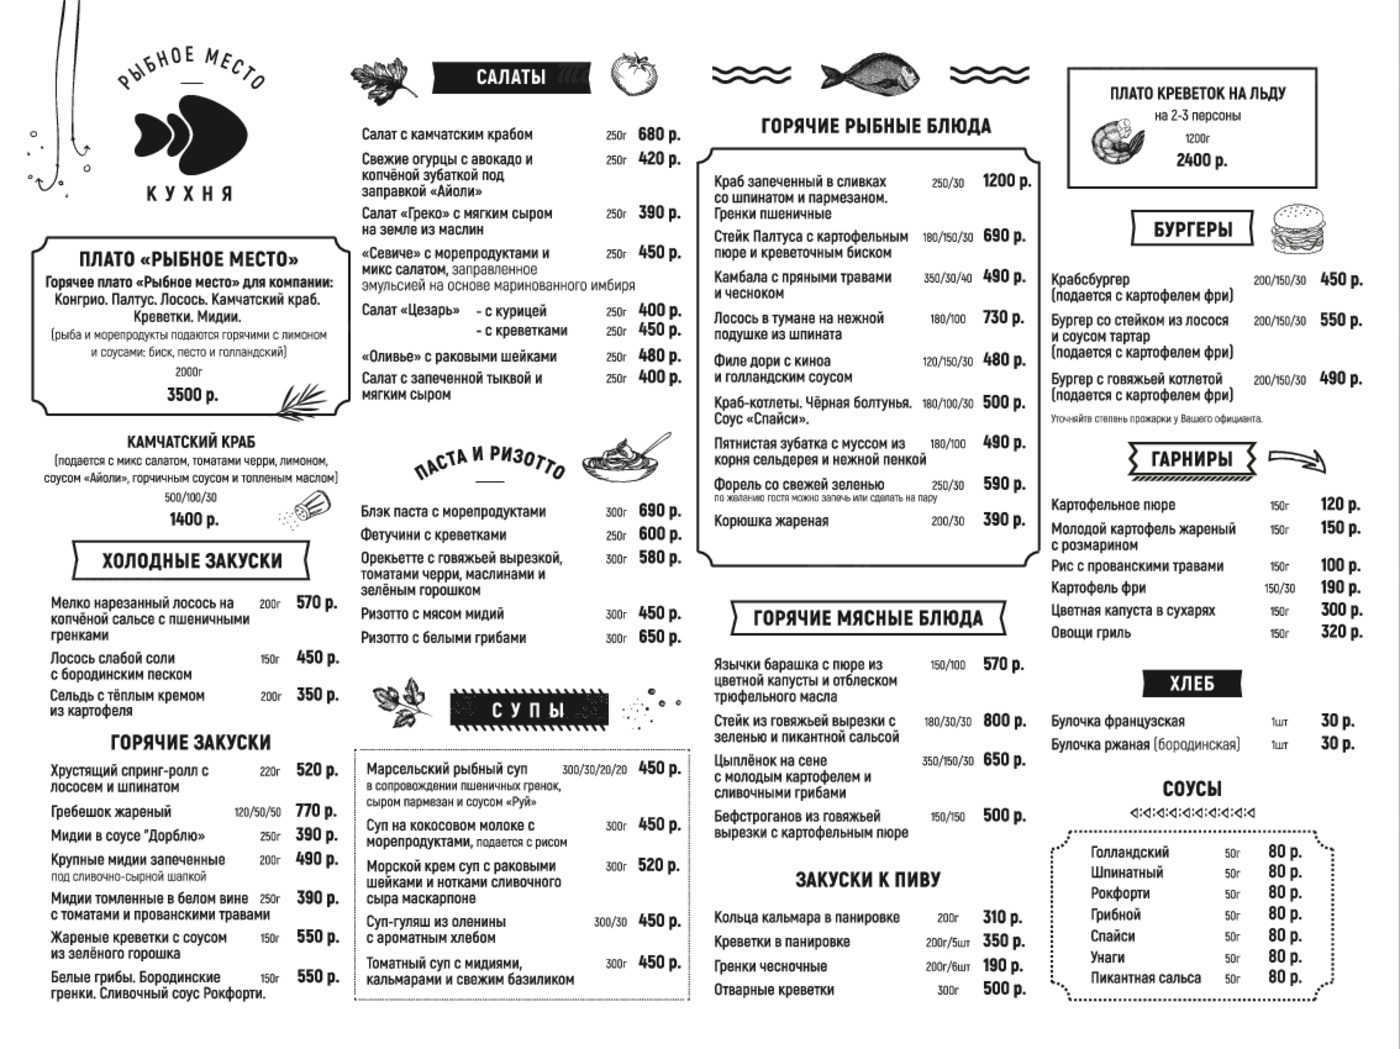 РЫБНОЕ МЕСТО
КУХНЯ
ПЛАТО «РЫБНОЕ МЕСТО»
Горячее плато «Рыбное место» для компании:
Конгрио. Палтус. Лосось. Камчатский краб.
Креветки. Мидии.
(рыба и морепродукты подаются горячими с лимоном
и соусами: биск, песто и голландский)
2000г
3500 р.
КАМЧАТСКИЙ КРАБ
(подается с микс салатом, томатами черри, лимоном,
соусом «Айоли», горчичным соусом и топленым маслом)
500/100/30
1400 р.
ХОЛОДНЫЕ ЗАКУСКИ
Мелко нарезанный лосось на 200г 570 р.
копчёной сальсе с пшеничными
гренками
Лосось слабой соли 150г 450 р.
с бородинским песком
Сельдь с тёплым кремом 200г 350 р.
из картофеля
ГОРЯЧИЕ ЗАКУСКИ
Хрустящий спринг-ролл с 220г 520 р.
лососем и шпинатом
Гребешок жареный 120/50/50 770 р.
Мидии в соусе "Дорблю» 250г 390 р.
Крупные мидии запеченные 200г 490 р.
под сливочно-сырной шапкой
Мидии томленные в белом вине 250г 390 р.
с томатами и прованскими травами
Жареные креветки с соусом 150г 550 р.
из зелёного горошка
Белые грибы. Бородинские 150г 550 р.
гренки. Сливочный соус Рокфорти.
САЛАТЫ
Салат с камчатским крабом 250г 680 р.
Свежие огурцы с авокадо и 250г 420 р.
копчёной зубаткой под
заправкой «Айоли»
Салат «Греко» с мягким сыром 250г 390 р.
на земле из маслин
«Севиче» с морепродуктами и 250г 450 р.
микс салатом, заправленное
эмульсией на основе маринованного имбиря
Салат «Цезарь» - с курицей 250г 400 р.
- с креветками 250г 450 р.
«Оливье» с раковыми шейками 250г 480 р.
Салат с запеченной тыквой и 250г 400 р.
мягким сыром
ПАСТА И РИЗОТТО
Блэк паста с морепродуктами 300г 690 р.
Фетучини с креветками 250г 600 р.
Орекьетте с говяжьей вырезкой, 300г 580 р.
томатами черри, маслинами и
зелёным горошком
Ризотто с мясом мидий 300г 450 р.
Ризотто с белыми грибами 300г 650 р.
СУПЫ
Марсельский рыбный суп 300/30/20/20 450 р.
в сопровождении пшеничных гренок,
сыром пармезан и соусом «Руй»
Суп на кокосовом молоке с 300г 450 р.
морепродуктами, подается с рисом
Морской крем суп с раковыми 300г 520 р.
шейками и нотками сливочного
сыра маскарпоне
Суп-гуляш из оленины 300/30 450 р.
с ароматным хлебом
Томатный суп с мидиями, 300г 450 р.
кальмарами и свежим базиликом
ГОРЯЧИЕ РЫБНЫЕ БЛЮДА
Краб запеченный в сливках 250/30 1200 р.
со шпинатом и пармезаном.
Гренки пшеничные
Стейк Палтуса с картофельным 180/150/30 690 р.
пюре и креветочным биском
Камбала с пряными травами 350/30/40 490 р.
и чесноком
Лосось в тумане на нежной 180/100 730 р.
подушке из шпината
Филе дори с киноа 120/150/30 480 р.
и голландским соусом
Краб-котлеты. Чёрная болтунья. 180/100/30 500 р.
Соус «Спайси».
Пятнистая зубатка с муссом из 180/100 490 р.
корня сельдерея и нежной пенкой
Форель со свежей зеленью 250/30 590 р.
по желанию гостя можно запечь или сделать на пару
Корюшка жареная 200/30 390 р.
ГОРЯЧИЕ МЯСНЫЕ БЛЮДА
Язычки барашка с пюре из 150/100 570 р.
цветной капусты и отблеском
трюфельного масла
Стейк из говяжьей вырезки с 180/30/30 800 р.
зеленью и пикантной сальсой
Цыплёнок на сене 350/150/30 650 р.
с молодым картофелем и
сливочными грибами
Бефстроганов из говяжьей 150/150 500 р.
вырезки с картофельным пюре
ЗАКУСКИ К ПИВУ
Кольца кальмара в панировке 200г 310 р.
Креветки в панировке 200г/5шт 350 р.
Гренки чесночные 200г/6шт 190 р.
Отварные креветки 300г 500 р.
ПЛАТО КРЕВЕТОК НА ЛЬДУ
на 2-3 персоны
1200г
2400 р.
БУРГЕРЫ
Крабсбургер 200/150/30 450 р.
(подается с картофелем фри)
Бургер со стейком из лосося 200/150/30 550 р.
и соусом тартар
(подается с картофелем фри)
Бургер с говяжьей котлетой 200/150/30 490 р.
(подается с картофелем фри)
Уточняйте степень прожарки у Вашего официанта.
ГАРНИРЫ
Картофельное пюре 150г 120 р.
Молодой картофель жареный 150г 150 р.
с розмарином
Рис с прованскими травами 150г 100 р.
Картофель фри 150/30 190 р.
Цветная капуста в сухарях 150г 300 р.
Овощи гриль 150г 320 р.
ХЛЕБ
Булочка французская 1шт 30 р.
Булочка ржаная (бородинская) 1шт 30 р.
СОУСЫ
Голландский 50г 80 р.
Шпинатный 50г 80 р.
Рокфорти 50г 80 р.
Грибной 50г 80 р.
Спайси 50г 80 р.
Унаги 50г 80 р.
Пикантная сальса 50г 80 р.